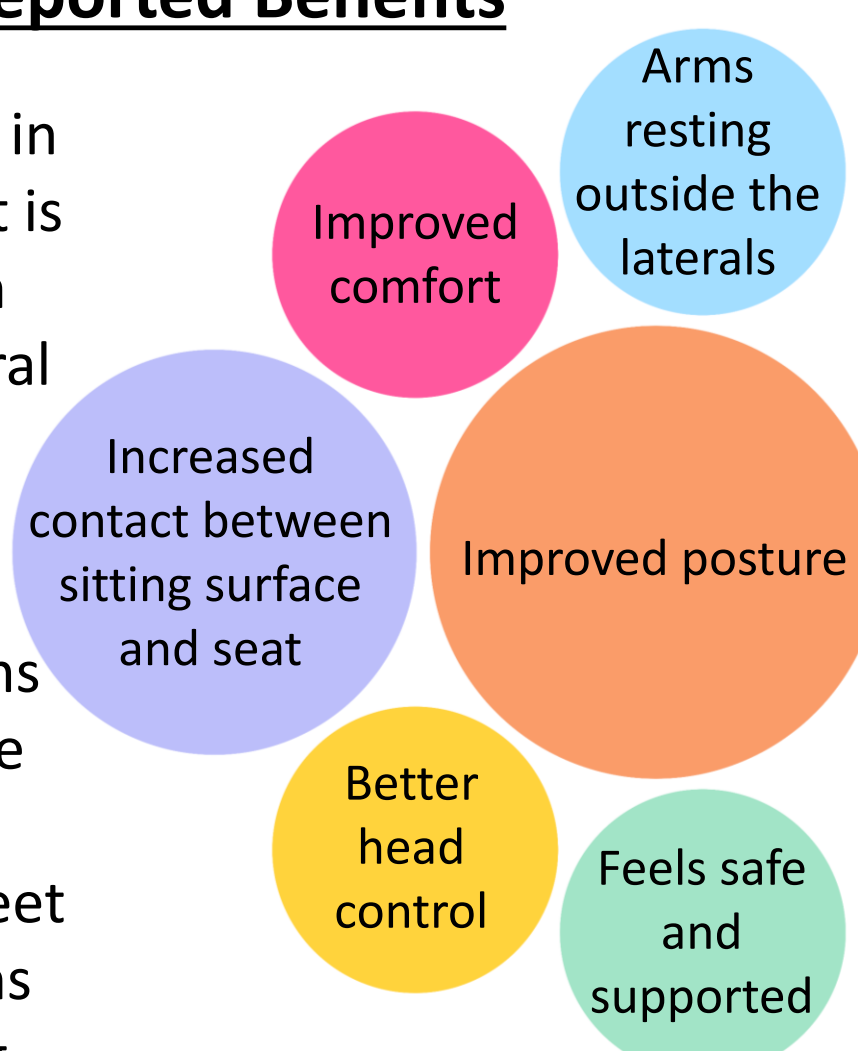 eported Benefits
in
t is
ral
ns
e
eet
ns
Arms
resting
outside the
laterals
Improved
comfort
Increased
contact between
sitting surface
and seat
Improved posture
Better
head
control
Feels safe
and
supported